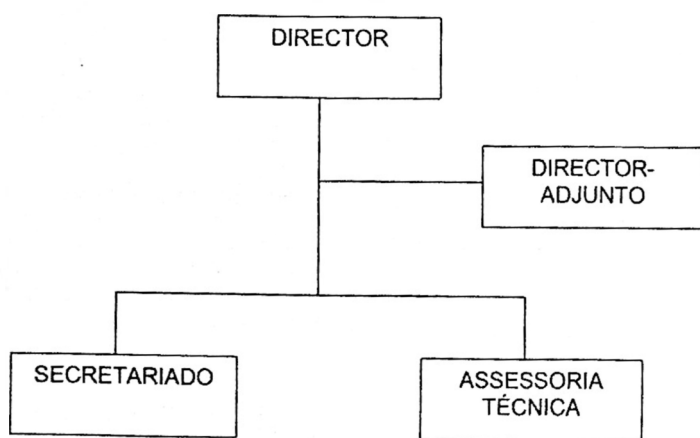 DIRECTOR
DIRECTOR-
ADJUNTO
SECRETARIADO
ASSESSORIA
TÉCNICA